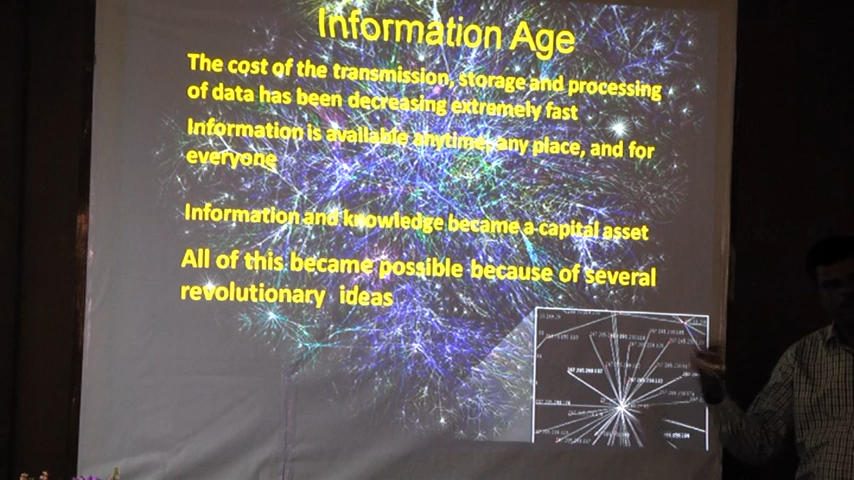 Information Age
The cost of the transmission, storage and processing
of data has been decreasing extremely fast
Information is available anytime, any place, and for
everyone
Information and knowledge became a capital asset
All of this became possible because of several
revolutionary ideas